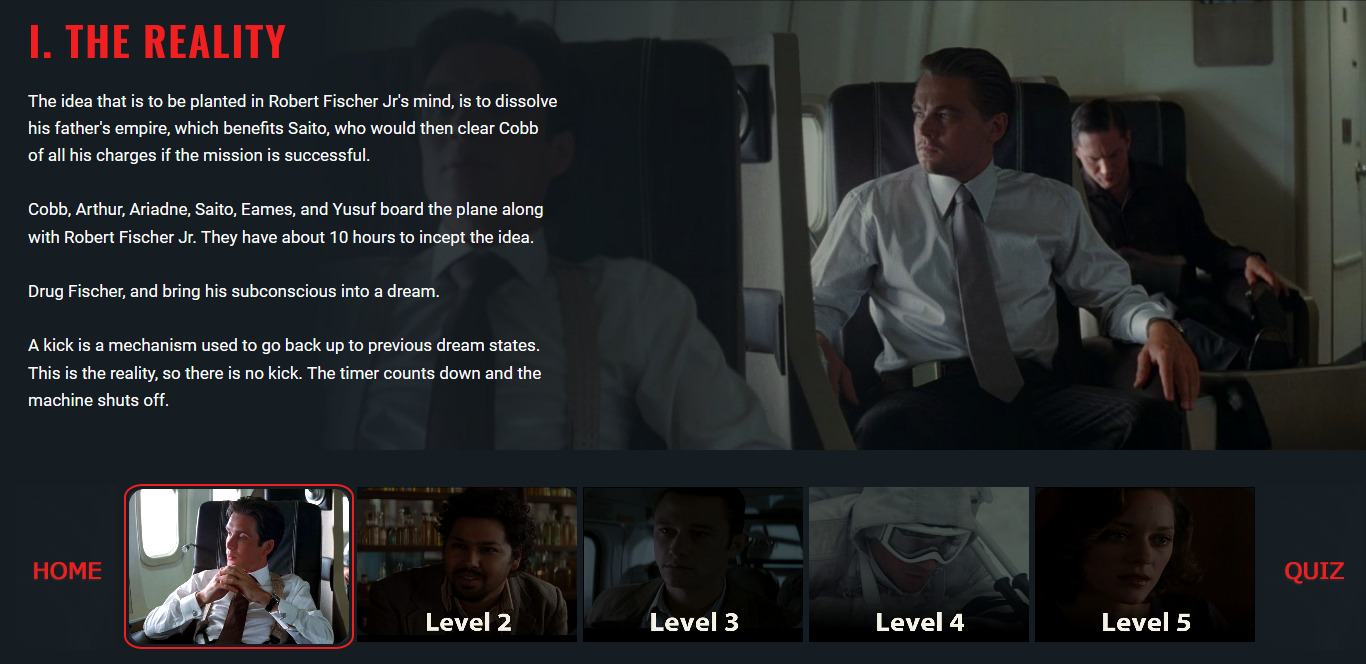 I. THE REALITY
The idea that is to be planted in Robert Fischer Jr's mind, is to dissolve
his father's empire, which benefits Saito, who would then clear Cobb
of all his charges if the mission is successful.
Cobb, Arthur, Ariadne, Saito, Eames, and Yusuf board the plane along
with Robert Fischer Jr. They have about 10 hours to incept the idea.
Drug Fischer, and bring his subconscious into a dream.
A kick is a mechanism used to go back up to previous dream states.
This is the reality, so there is no kick. The timer counts down and the
machine shuts off.
HOME
Level 2
Level 3
Level 4
Level 5
QUIZ